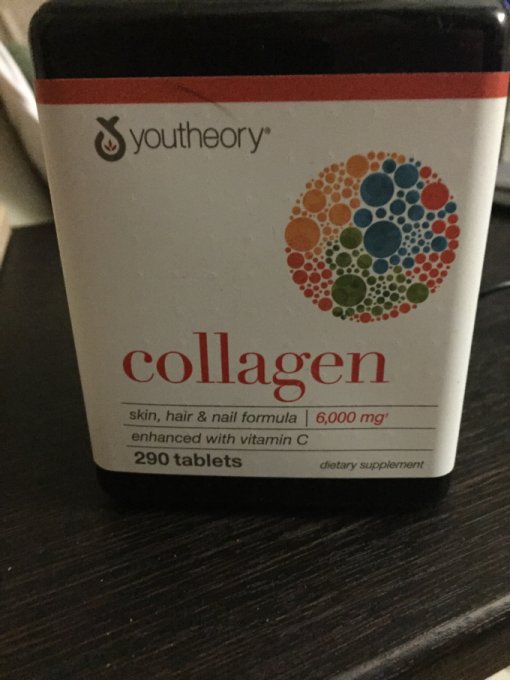 youtheory®
collagen
skin, hair & nail formula | 6,000 mg†
enhanced with vitamin C
290 tablets
dietary supplement